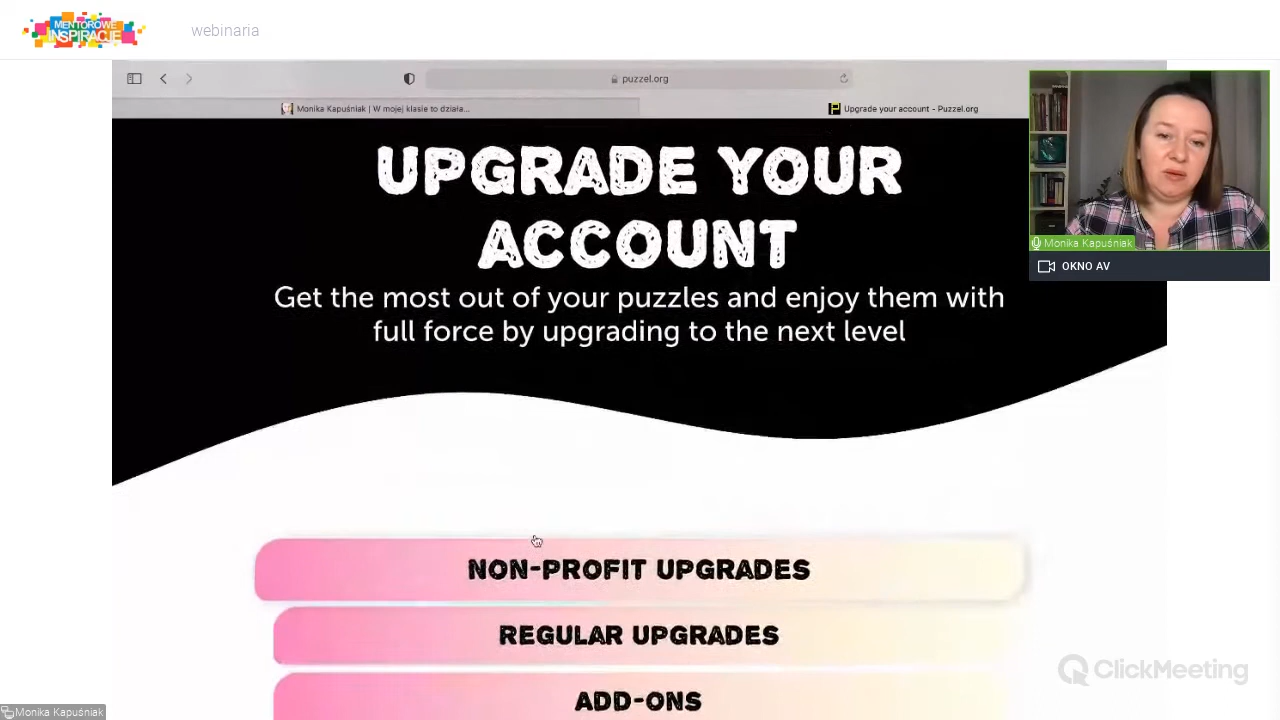 MENTOROWE
INSPIRACJE
webinaria
puzzel.org
Monika Kapuśniak | W mojej klasie to działa...
Upgrade your account - Puzzel.org
UPGRADE YOUR
ACCOUNT
Get the most out of your puzzles and enjoy them with
full force by upgrading to the next level
Monika Kapuśniak
OKNO AV
NON-PROFIT UPGRADES
REGULAR UPGRADES
ADD-ONS
ClickMeeting
Monika Kapuśniak